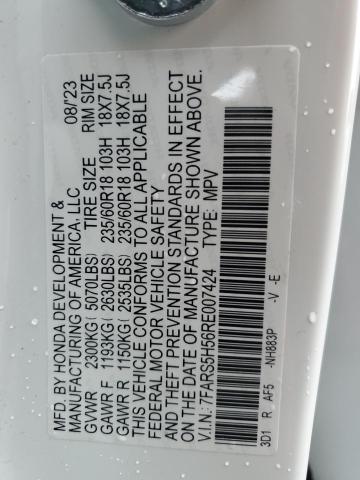 MFD. BY HONDA DEVELOPMENT &
MANUFACTURING OF AMERICA, LLC 08/'23
GVWR 2300KG( 5070LBS) TIRE SIZE RIM SIZE
GAWR F 1193KG( 2630LBS) 235/60R18 103H 18X7.5J
GAWR R 1150KG( 2535LBS) 235/60R18 103H 18X7.5J
THIS VEHICLE CONFORMS TO ALL APPLICABLE
FEDERAL MOTOR VEHICLE SAFETY
AND THEFT PREVENTION STANDARDS IN EFFECT
ON THE DATE OF MANUFACTURE SHOWN ABOVE.
V.I.N: 7FARS5H56RE007424 TYPE: MPV
3D1 R AF5 -NH883P -V -E